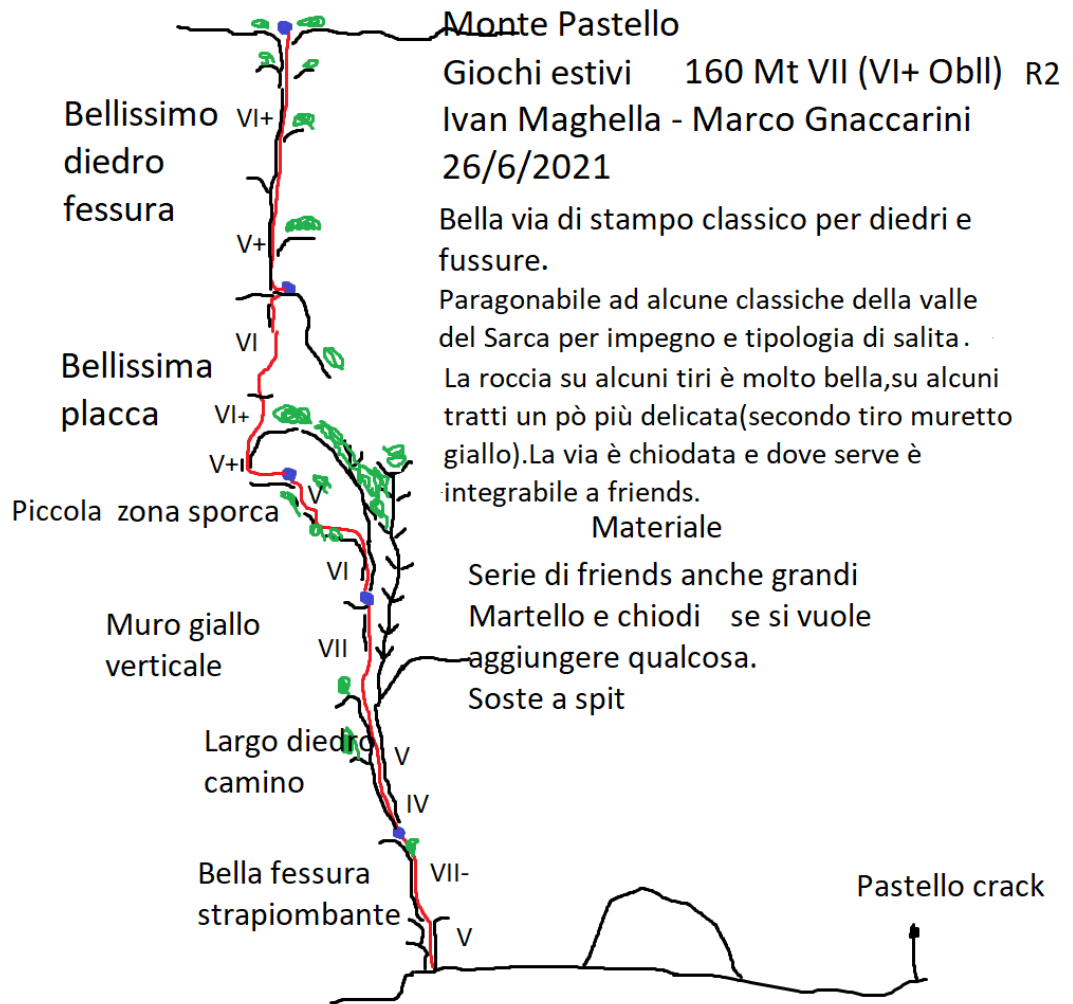 Monte Pastello
Giochi estivi 160 Mt VII (VI+ Obll) R2
Ivan Maghella - Marco Gnaccarini
26/6/2021
Bella via di stampo classico per diedri e
fussure.
Paragonabile ad alcune classiche della valle
del Sarca per impegno e tipologia di salita.
La roccia su alcuni tiri è molto bella,su alcuni
tratti un pò più delicata(secondo tiro muretto
giallo).La via è chiodata e dove serve è
integrabile a friends.
Materiale
Serie di friends anche grandi
Martello e chiodi se si vuole
aggiungere qualcosa.
Soste a spit
Bellissimo
diedro
fessura
VI+
V+
VI
Bellissima
placca
VI+
V+
V
Piccola zona sporca
VI
Muro giallo
verticale
VII
Largo diedro
camino
V
IV
Bella fessura
strapiombante
VII-
V
Pastello crack